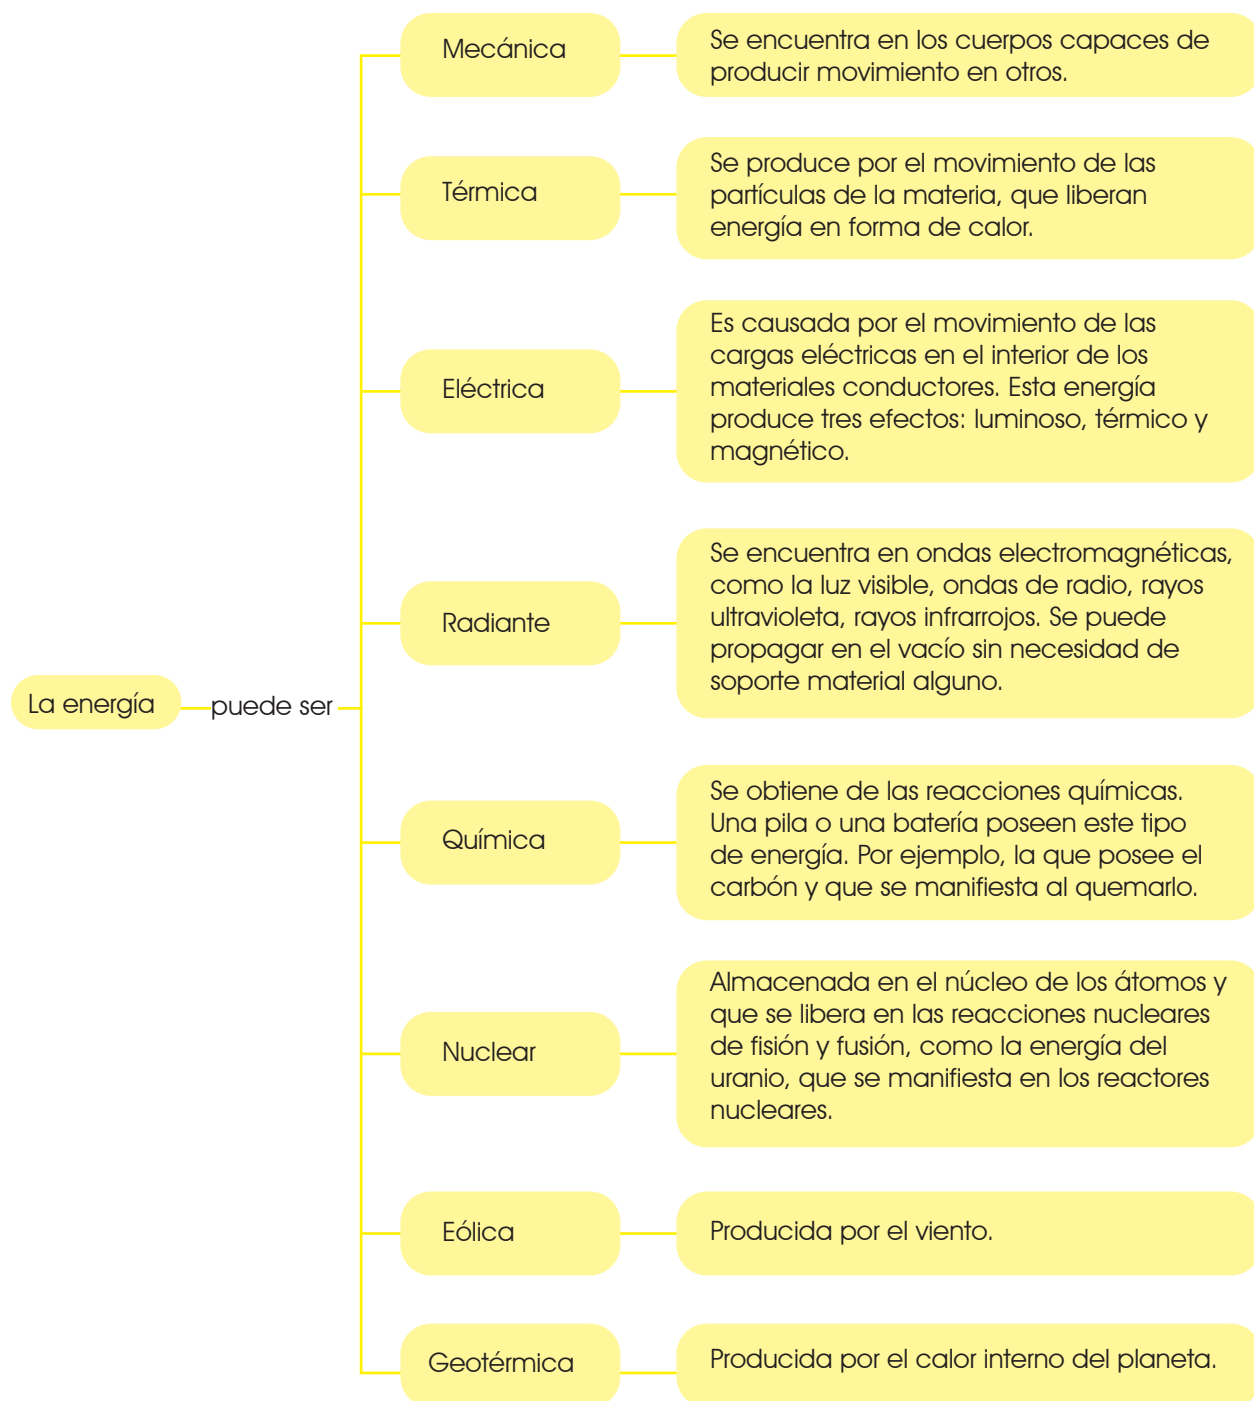 La energía
puede ser
Mecánica
Se encuentra en los cuerpos capaces de
producir movimiento en otros.
Térmica
Se produce por el movimiento de las
partículas de la materia, que liberan
energía en forma de calor.
Eléctrica
Es causada por el movimiento de las
cargas eléctricas en el interior de los
materiales conductores. Esta energía
produce tres efectos: luminoso, térmico y
magnético.
Radiante
Se encuentra en ondas electromagnéticas,
como la luz visible, ondas de radio, rayos
ultravioleta, rayos infrarrojos. Se puede
propagar en el vacío sin necesidad de
soporte material alguno.
Química
Se obtiene de las reacciones químicas.
Una pila o una batería poseen este tipo
de energía. Por ejemplo, la que posee el
carbón y que se manifiesta al quemarlo.
Nuclear
Almacenada en el núcleo de los átomos y
que se libera en las reacciones nucleares
de fisión y fusión, como la energía del
uranio, que se manifiesta en los reactores
nucleares.
Eólica
Producida por el viento.
Geotérmica
Producida por el calor interno del planeta.